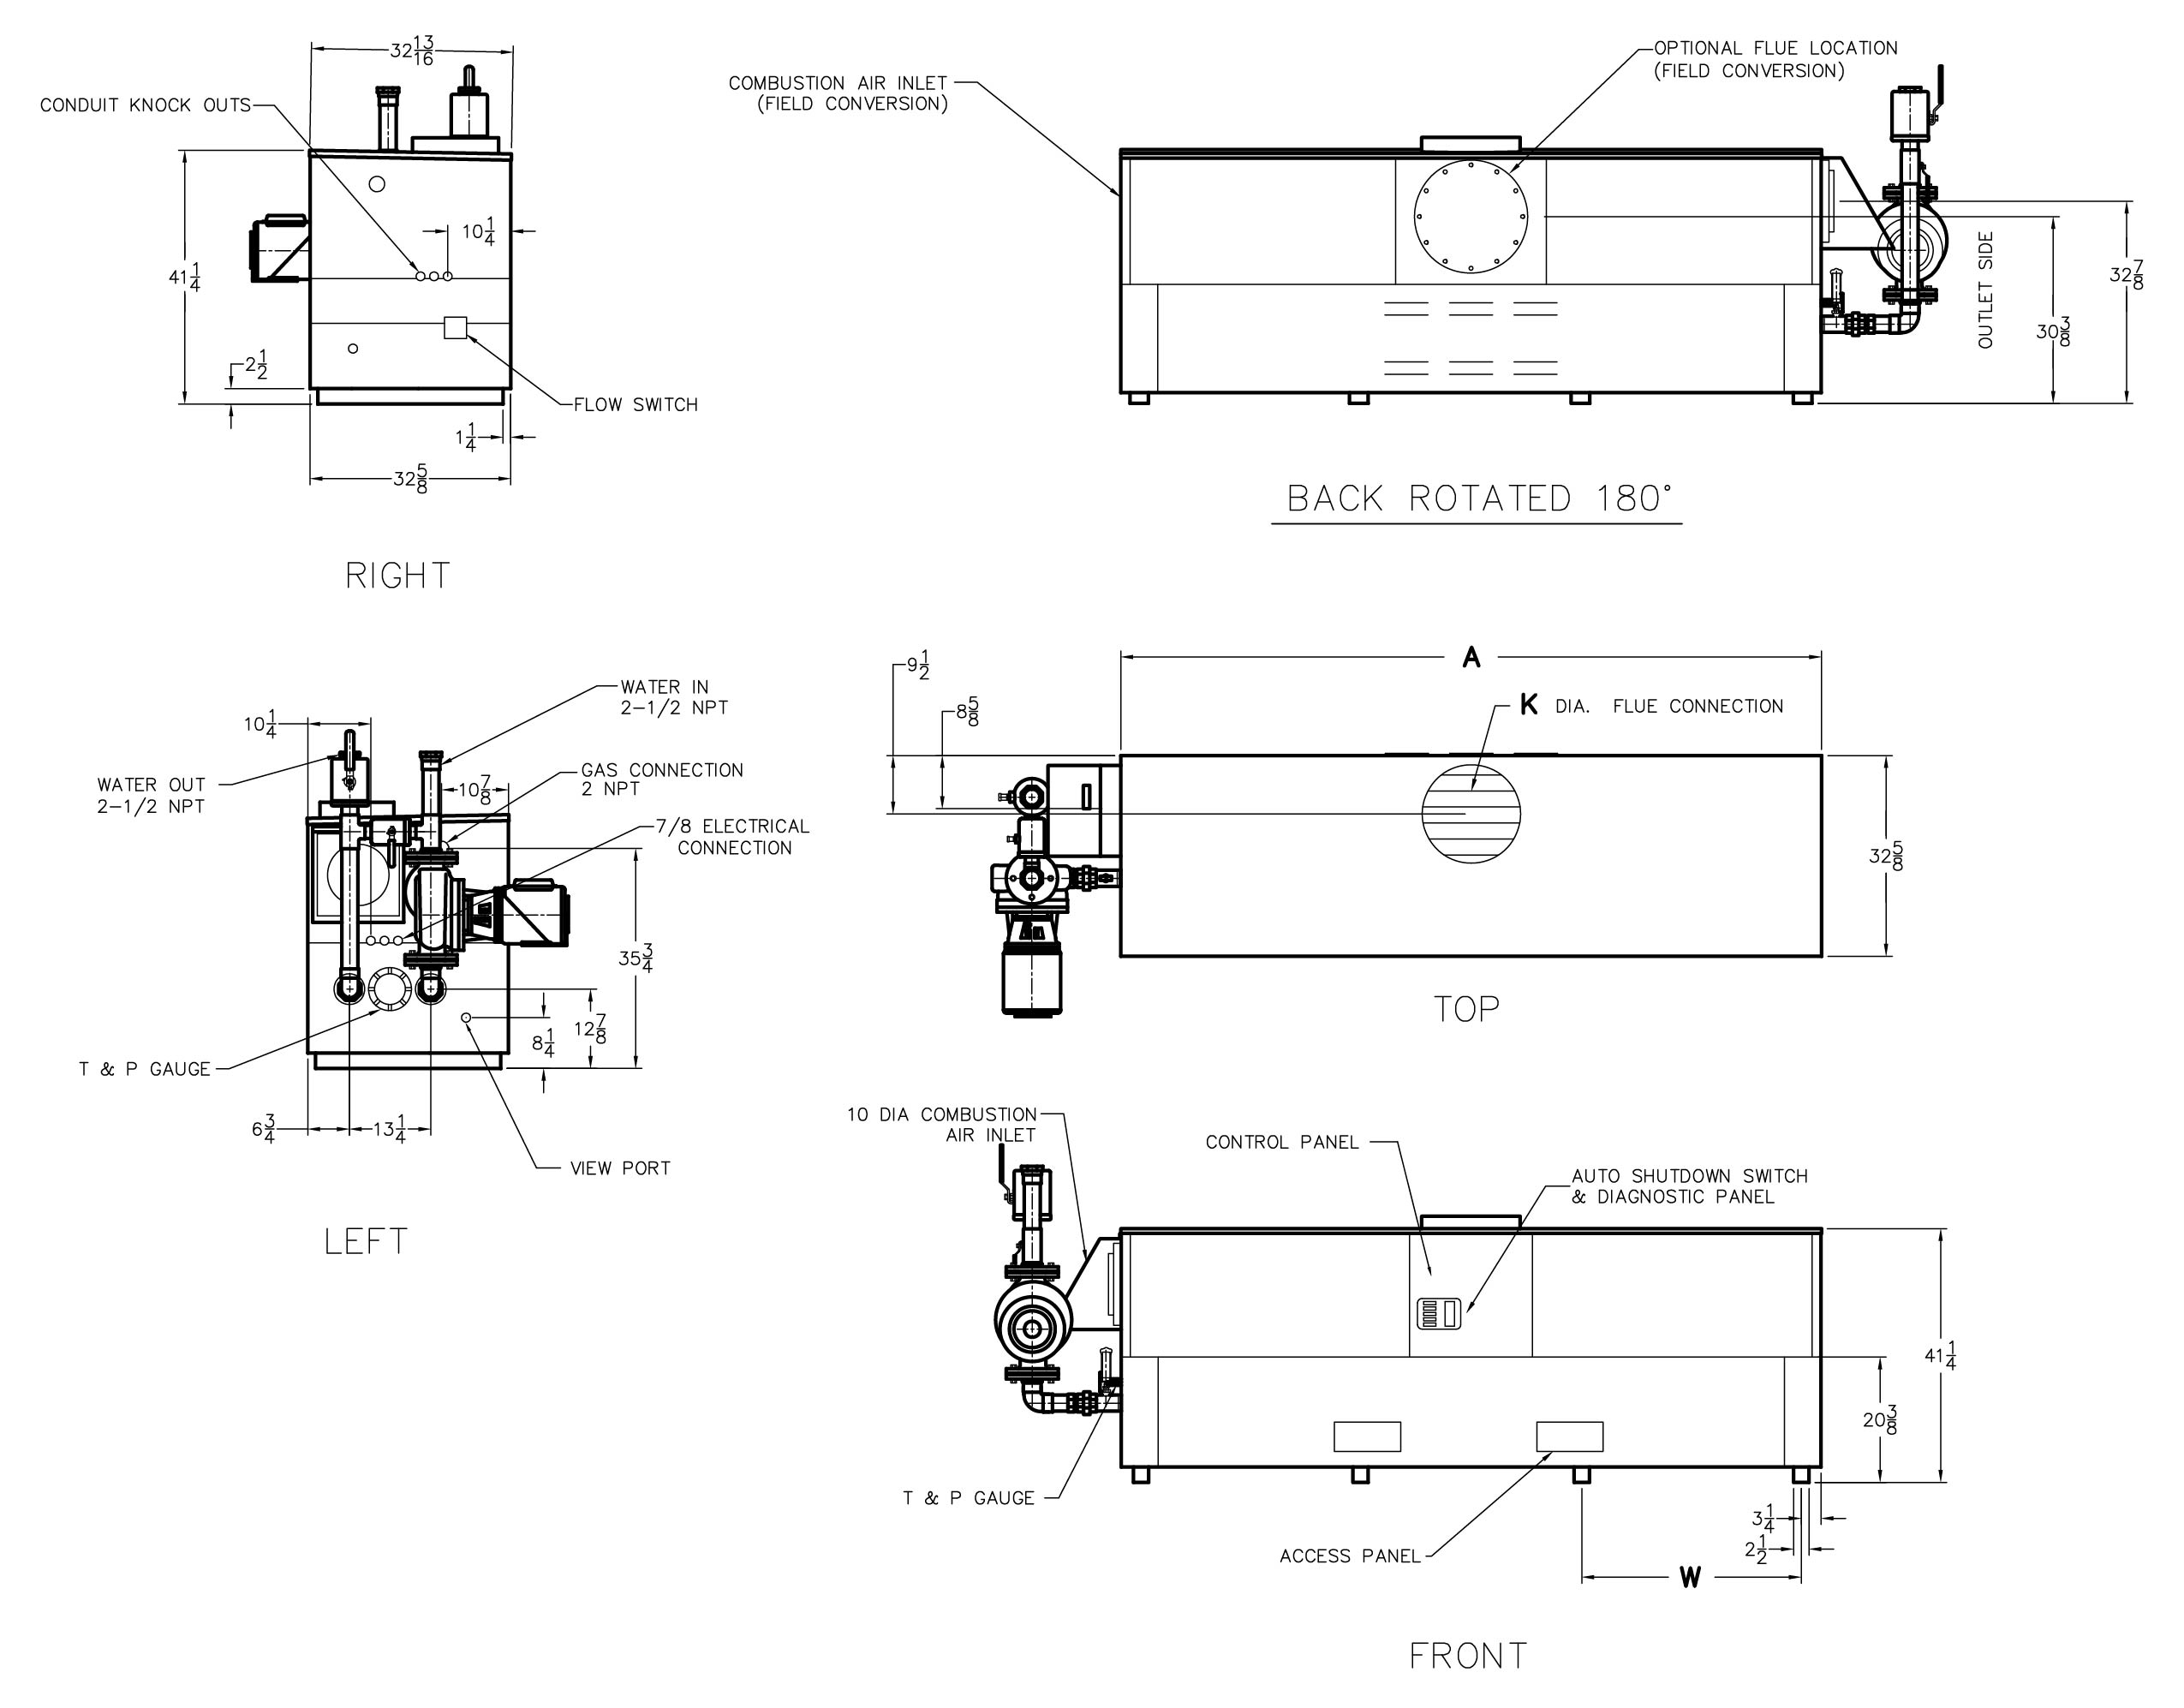 32 13/16
CONDUIT KNOCK OUTS
10 1/4
41 1/4
2 1/2
FLOW SWITCH
1 1/4
32 5/8
RIGHT
OPTIONAL FLUE LOCATION
(FIELD CONVERSION)
COMBUSTION AIR INLET
(FIELD CONVERSION)
OUTLET SIDE
32 7/8
30 3/8
BACK ROTATED 180°
WATER IN
2-1/2 NPT
10 1/4
GAS CONNECTION
2 NPT
WATER OUT
2-1/2 NPT
10 7/8
7/8 ELECTRICAL
CONNECTION
35 3/4
12 7/8
8 1/4
T & P GAUGE
6 3/4
13 1/4
VIEW PORT
LEFT
9 1/2
A
8 5/8
K DIA. FLUE CONNECTION
32 5/8
TOP
10 DIA COMBUSTION
AIR INLET
CONTROL PANEL
AUTO SHUTDOWN SWITCH
& DIAGNOSTIC PANEL
41 1/4
20 3/8
T & P GAUGE
3 1/4
2 1/2
ACCESS PANEL
W
FRONT